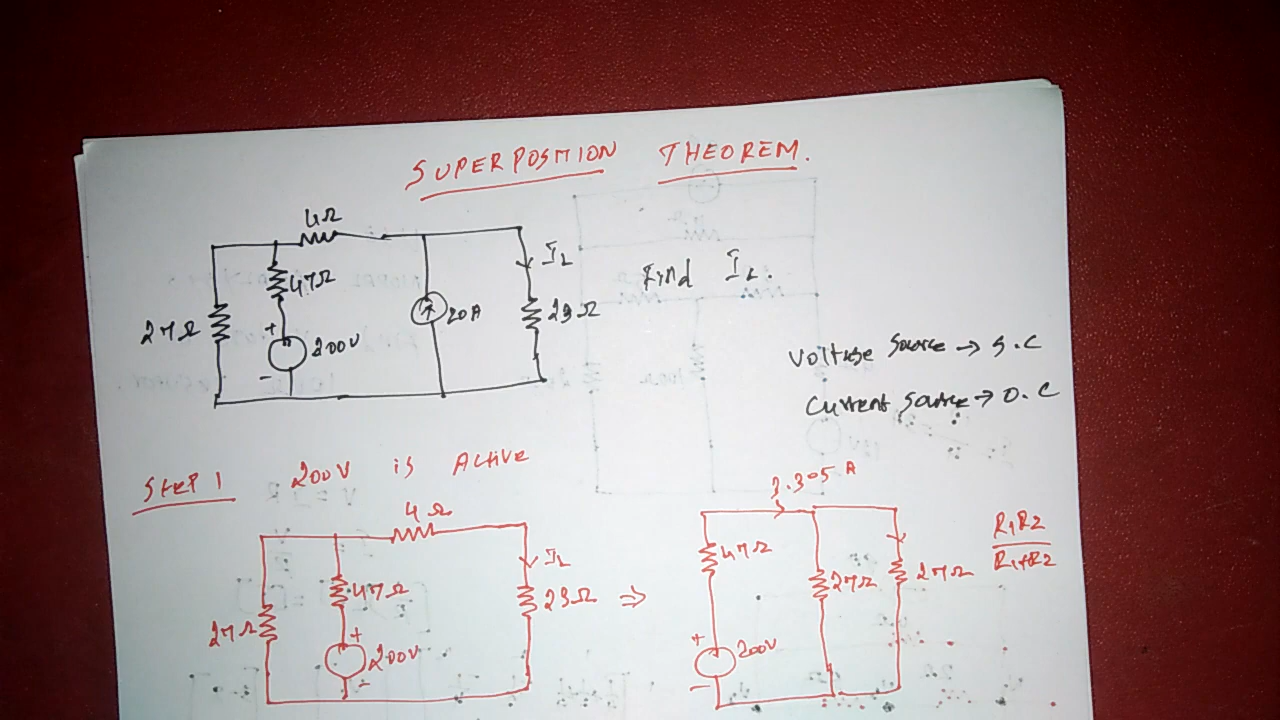 SUPERPOSITION THEOREM.
4Ω
47Ω
27Ω
+
200V
-
20A
IL
23Ω
Find IL.
Voltage Source → S.C
Current Source → O.C
STEP 1 200V is Active
4Ω
IL
27Ω
47Ω
+
200V
-
23Ω
⇒
3.305 A
47Ω
27Ω
27Ω
+
200V
-
R1R2
R1+R2